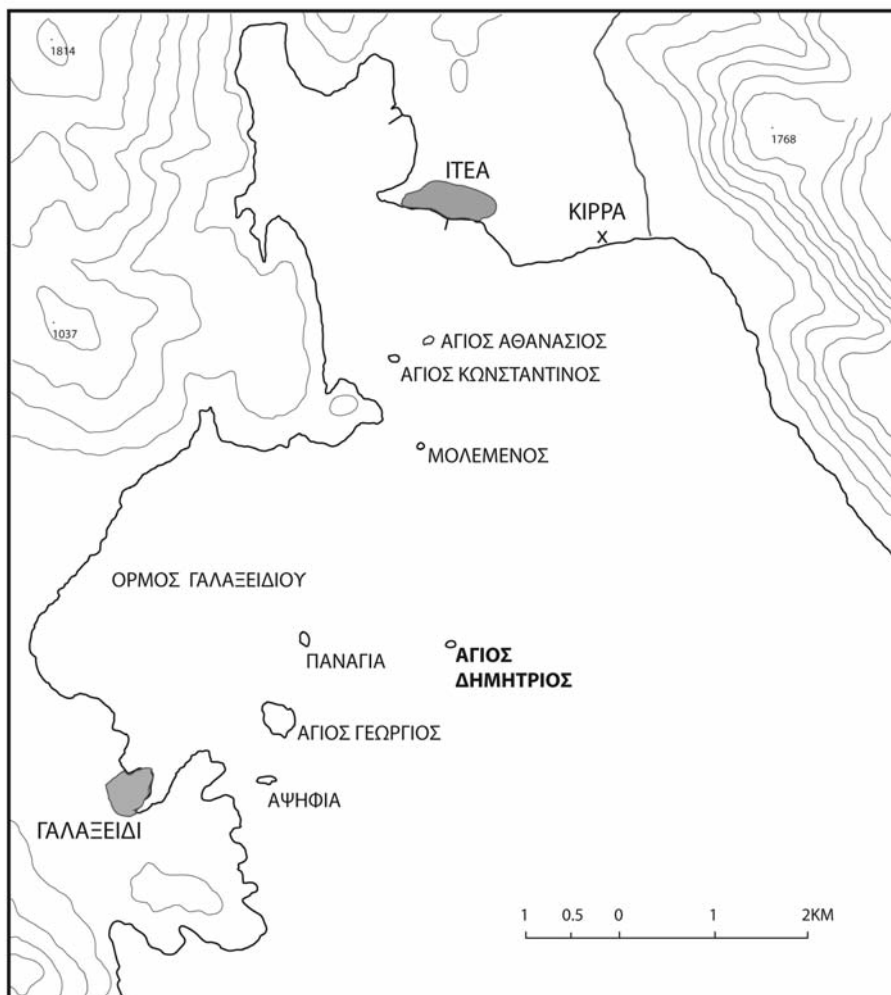 1814
1768
ΙΤΕΑ
ΚΙΡΡΑ
x
1037
ΑΓΙΟΣ ΑΘΑΝΑΣΙΟΣ
ΑΓΙΟΣ ΚΩΝΣΤΑΝΤΙΝΟΣ
ΜΟΛΕΜΕΝΟΣ
ΟΡΜΟΣ ΓΑΛΑΞΕΙΔΙΟΥ
ΠΑΝΑΓΙΑ
ΑΓΙΟΣ
ΔΗΜΗΤΡΙΟΣ
ΑΓΙΟΣ ΓΕΩΡΓΙΟΣ
ΑΨΗΦΙΑ
ΓΑΛΑΞΕΙΔΙ
1 0.5 0 1 2KM